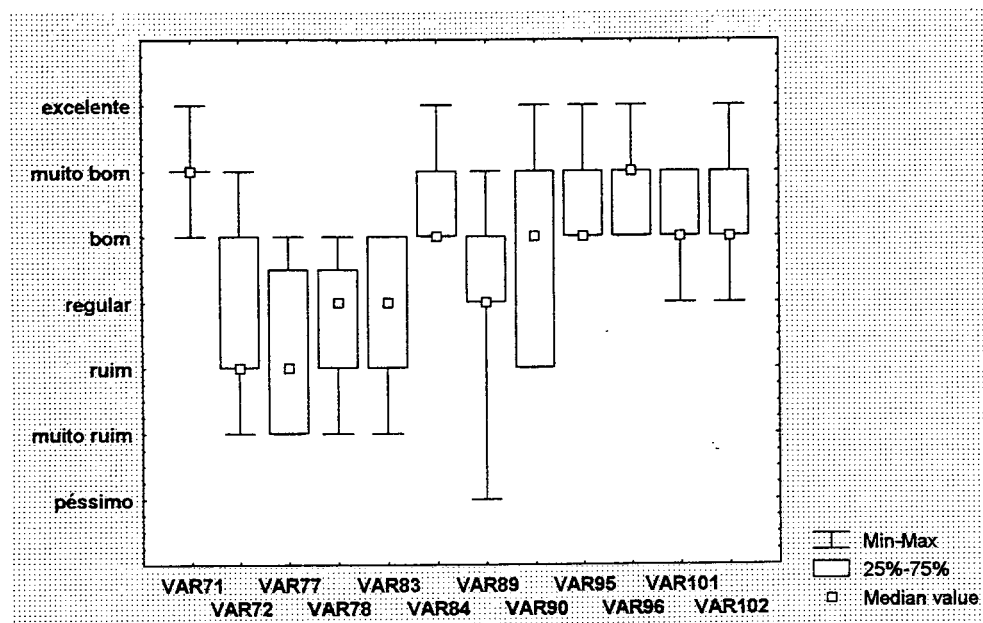 excelente
muito bom
bom
regular
ruim
muito ruim
péssimo
VAR71 VAR77 VAR83 VAR89 VAR95 VAR101
VAR72 VAR78 VAR84 VAR90 VAR96 VAR102
Min-Max
25%-75%
Median value